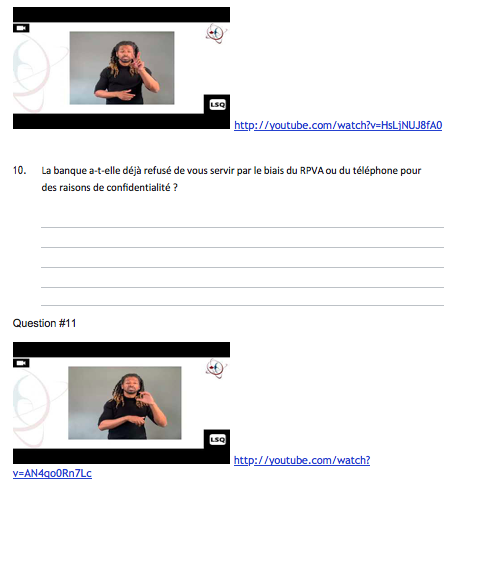 LSQ
http://youtube.com/watch?v=HsLjNUJ8fA0
10. La banque a-t-elle déjà refusé de vous servir par le biais du RPVA ou du téléphone pour
des raisons de confidentialité ?
Question #11
LSQ
http://youtube.com/watch?
v=AN4qo0Rn7Lc